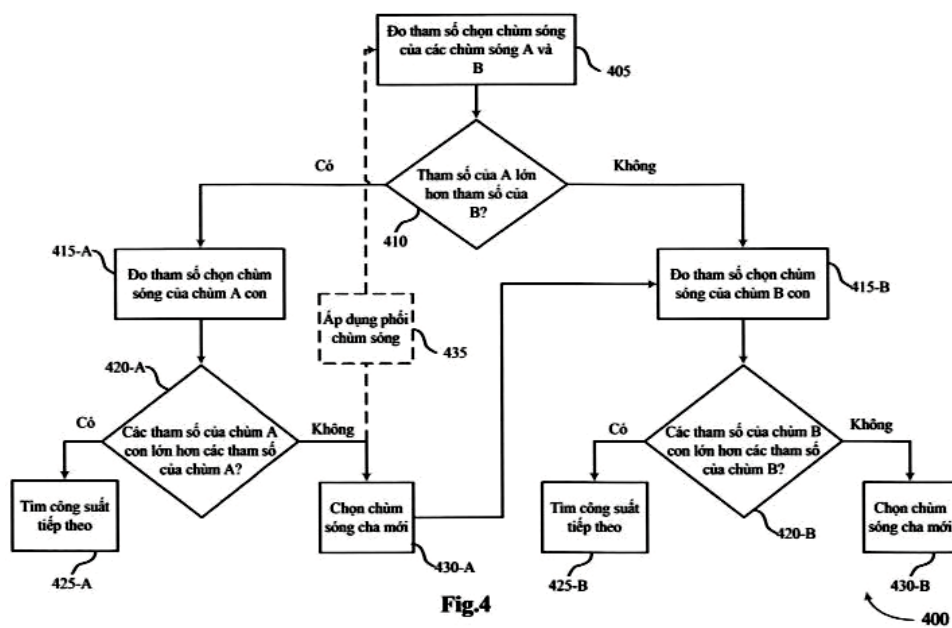 Đo tham số chọn chùm sóng
của các chùm sóng A và
B
405
Có
Tham số của A lớn
hơn tham số của
B?
Không
410
415-A
Đo tham số chọn chùm
sóng của chùm A con
Đo tham số chọn chùm
sóng của chùm B con
415-B
Áp dụng phối
chùm sóng
435
420-A
Có
Các tham số của chùm A
con lớn hơn các tham số
của chùm A?
Không
Có
Các tham số của chùm B
con lớn hơn các tham số
của chùm B?
Không
Tìm công suất
tiếp theo
Chọn chùm
sóng cha mới
Tìm công suất
tiếp theo
Chọn chùm
sóng cha mới
420-B
425-A
430-A
425-B
430-B
Fig.4
400